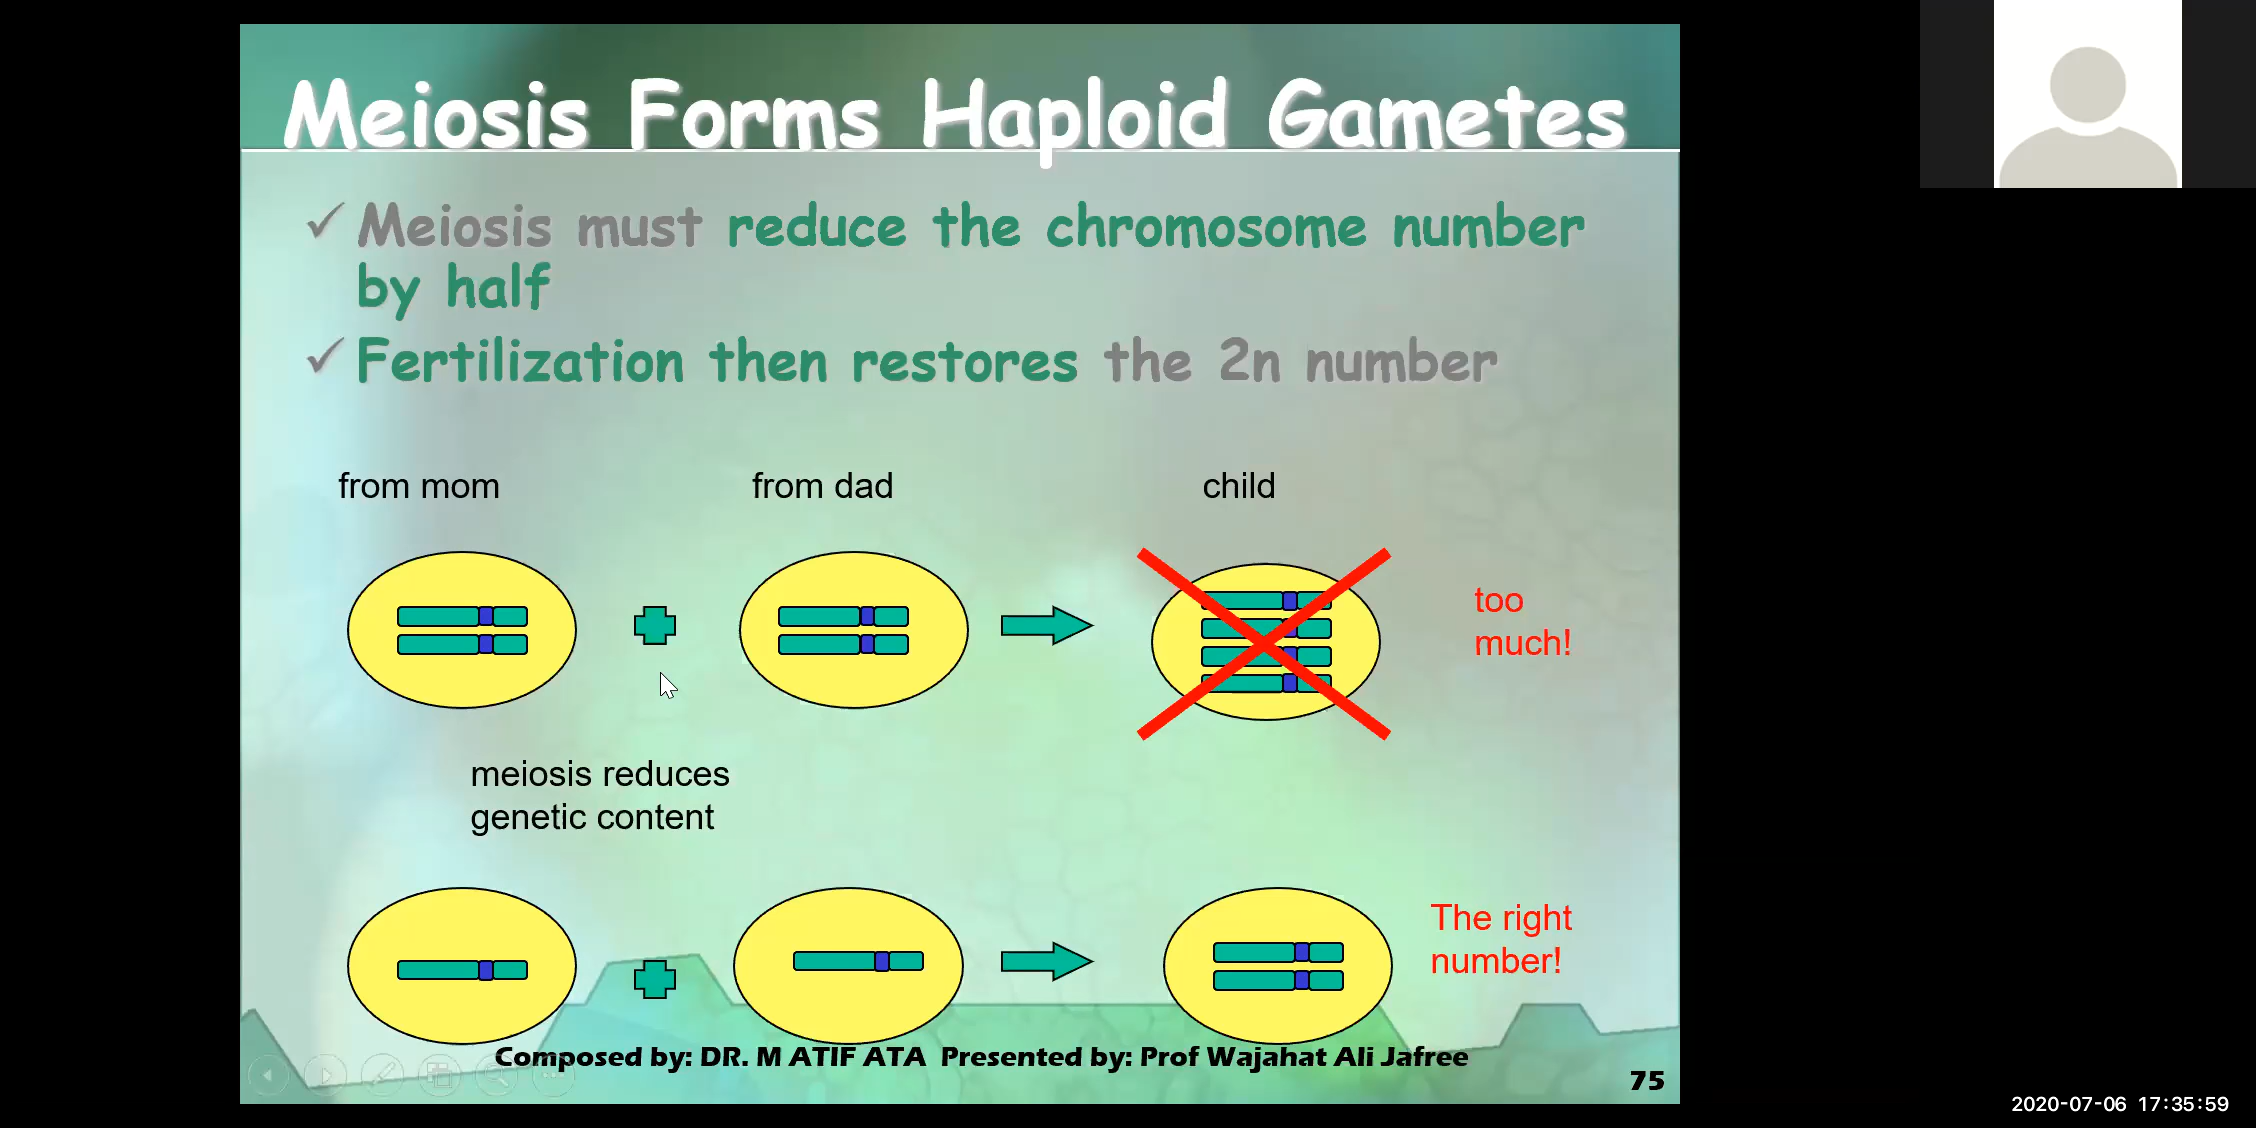 Meiosis Forms Haploid Gametes
Meiosis must reduce the chromosome number
by half
Fertilization then restores the 2n number
from mom
from dad
child
too
much!
meiosis reduces
genetic content
The right
number!
Composed by: DR. M ATIF ATA Presented by: Prof Wajahat Ali Jafree
75
2020-07-06 17:35:59